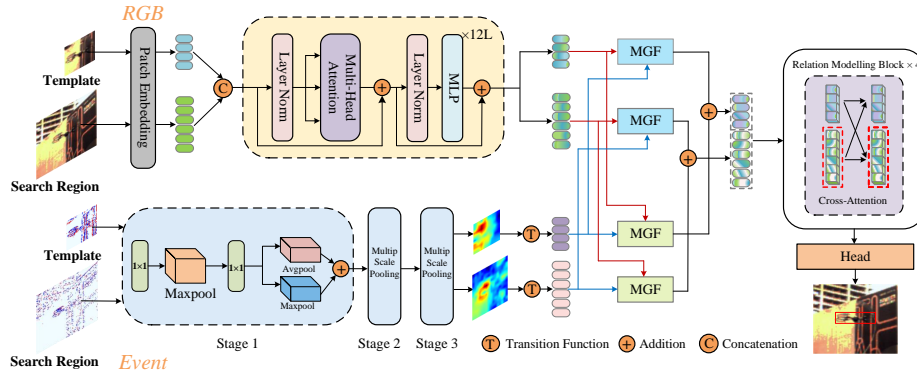 RGB
Template
Search Region
Patch Embedding
C
Layer Norm
Multi-Head
Attention
+
Layer Norm
MLP
×12L
+
MGF
MGF
MGF
MGF
+
+
Relation Modelling Block × 4
Cross-Attention
Head
Template
Search Region
Event
1×1
Maxpool
1×1
Avgpool
Maxpool
+
Stage 1
Multip
Scale
Pooling
Stage 2
Multip
Scale
Pooling
Stage 3
T
T
T Transition Function
+ Addition
C Concatenation